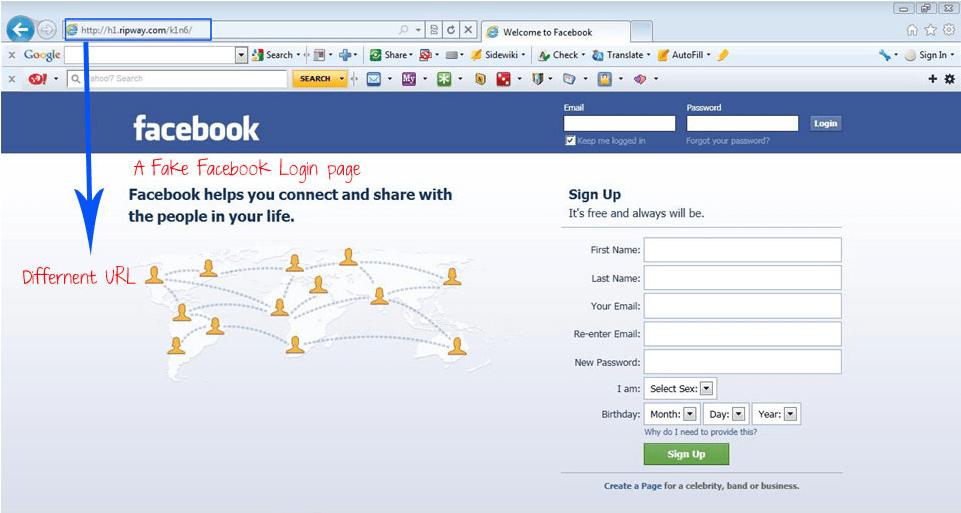 http://h1.ripway.com/k1n6/
Welcome to Facebook
x Google Search Share Sidewiki Check Translate AutoFill Sign In
x Y! Yahoo!7 Search SEARCH My
facebook
Email Password
Login
Keep me logged in Forgot your password?
A Fake Facebook Login page
Facebook helps you connect and share with
the people in your life.
Differnent URL
Sign Up
It's free and always will be.
First Name:
Last Name:
Your Email:
Re-enter Email:
New Password:
I am: Select Sex:
Birthday: Month: Day: Year:
Why do I need to provide this?
Sign Up
Create a Page for a celebrity, band or business.